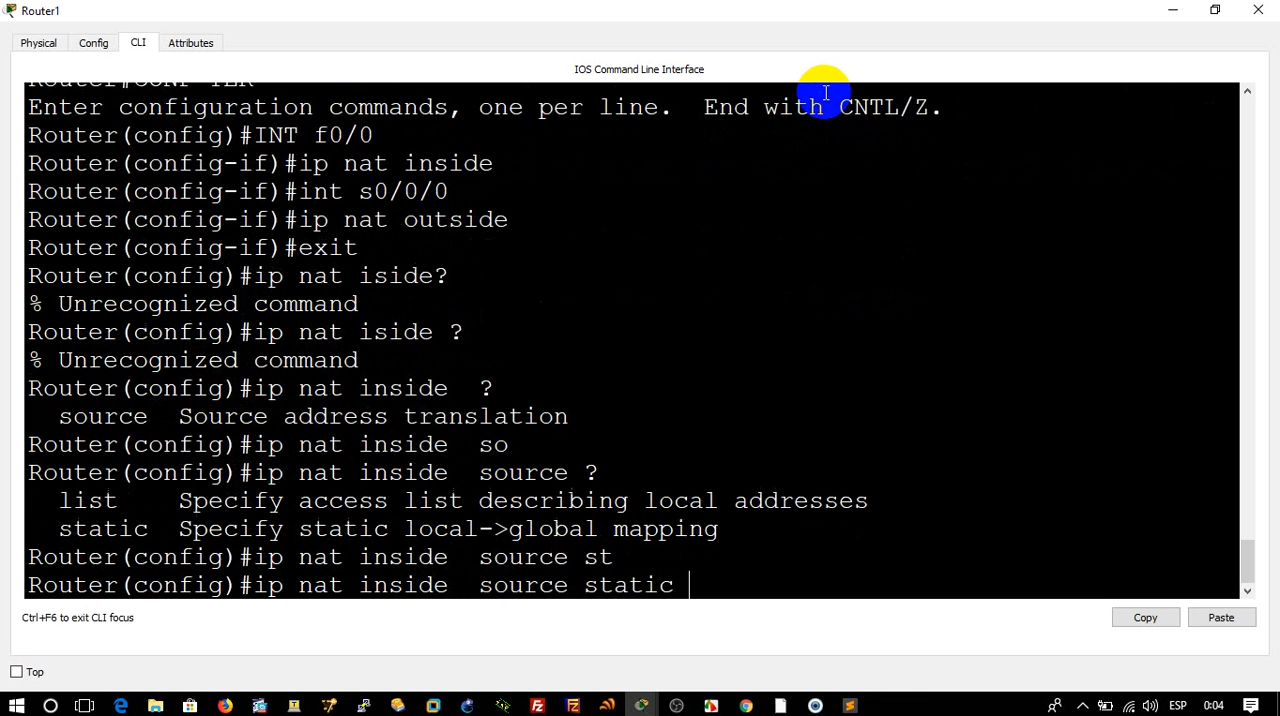 Router1
Physical Config CLI Attributes
IOS Command Line Interface
Router#CONF TER
Enter configuration commands, one per line.  End with CNTL/Z.
Router(config)#INT f0/0
Router(config-if)#ip nat inside
Router(config-if)#int s0/0/0
Router(config-if)#ip nat outside
Router(config-if)#exit
Router(config)#ip nat iside?
% Unrecognized command
Router(config)#ip nat iside ?
% Unrecognized command
Router(config)#ip nat inside  ?
  source  Source address translation
Router(config)#ip nat inside  so
Router(config)#ip nat inside  source ?
  list    Specify access list describing local addresses
  static  Specify static local->global mapping
Router(config)#ip nat inside  source st
Router(config)#ip nat inside  source static
Ctrl+F6 to exit CLI focus
Copy Paste
Top
ESP 0:04